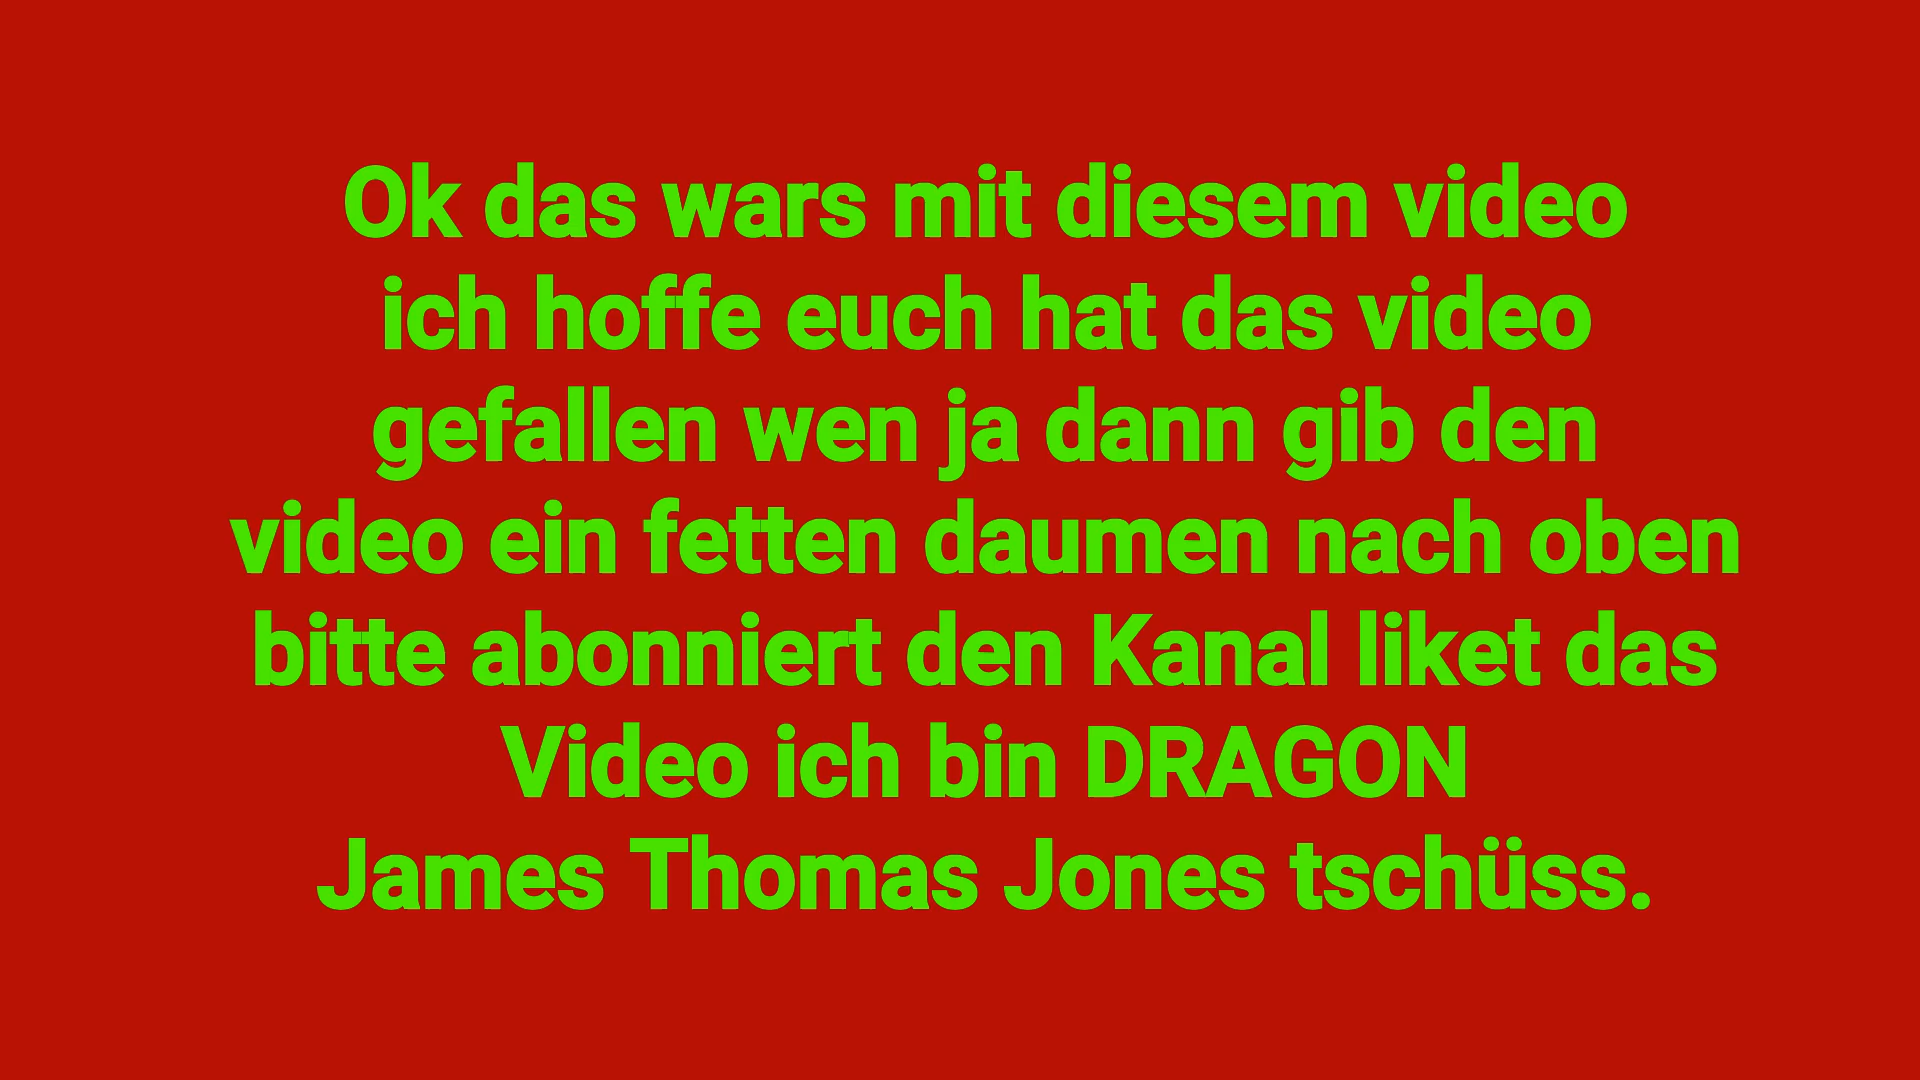 Ok das wars mit diesem video
ich hoffe euch hat das video
gefallen wen ja dann gib den
video ein fetten daumen nach oben
bitte abonniert den Kanal liket das
Video ich bin DRAGON
James Thomas Jones tschüss.